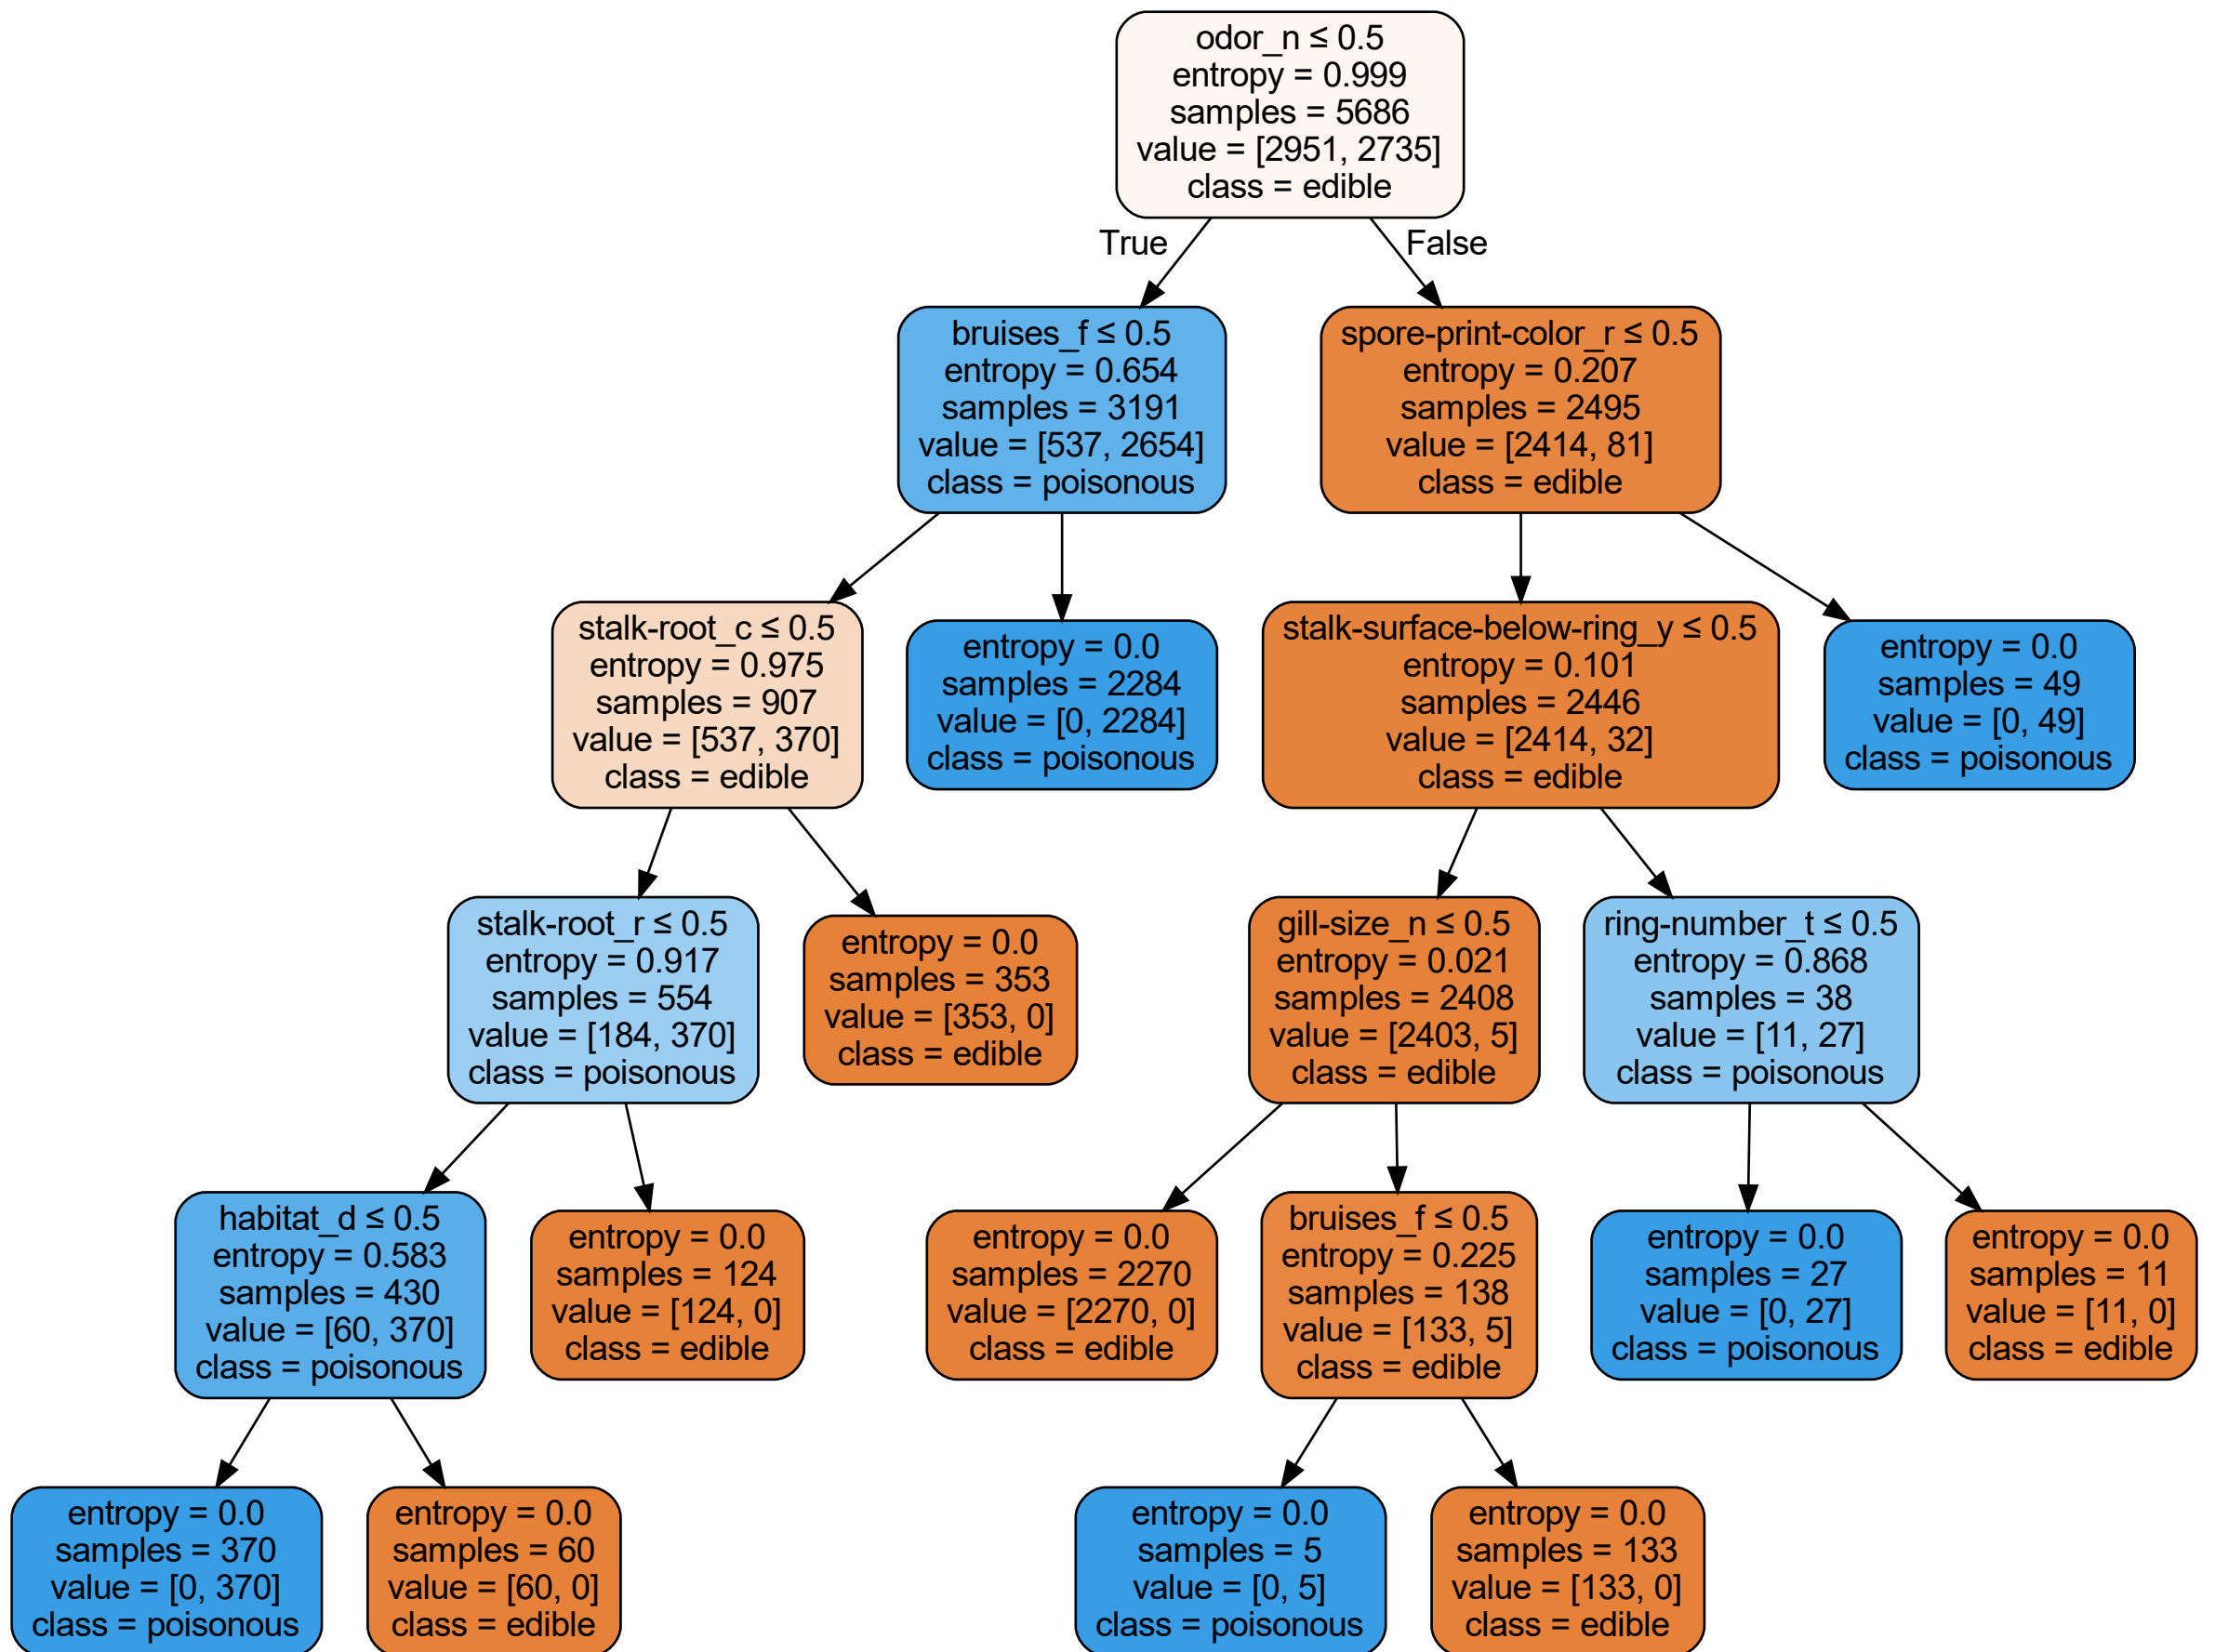 odor_n ≤ 0.5
entropy = 0.999
samples = 5686
value = [2951, 2735]
class = edible
True
False
bruises_f ≤ 0.5
entropy = 0.654
samples = 3191
value = [537, 2654]
class = poisonous
spore-print-color_r ≤ 0.5
entropy = 0.207
samples = 2495
value = [2414, 81]
class = edible
stalk-root_c ≤ 0.5
entropy = 0.975
samples = 907
value = [537, 370]
class = edible
entropy = 0.0
samples = 2284
value = [0, 2284]
class = poisonous
stalk-surface-below-ring_y ≤ 0.5
entropy = 0.101
samples = 2446
value = [2414, 32]
class = edible
entropy = 0.0
samples = 49
value = [0, 49]
class = poisonous
stalk-root_r ≤ 0.5
entropy = 0.917
samples = 554
value = [184, 370]
class = poisonous
entropy = 0.0
samples = 353
value = [353, 0]
class = edible
gill-size_n ≤ 0.5
entropy = 0.021
samples = 2408
value = [2403, 5]
class = edible
ring-number_t ≤ 0.5
entropy = 0.868
samples = 38
value = [11, 27]
class = poisonous
habitat_d ≤ 0.5
entropy = 0.583
samples = 430
value = [60, 370]
class = poisonous
entropy = 0.0
samples = 124
value = [124, 0]
class = edible
entropy = 0.0
samples = 2270
value = [2270, 0]
class = edible
bruises_f ≤ 0.5
entropy = 0.225
samples = 138
value = [133, 5]
class = edible
entropy = 0.0
samples = 27
value = [0, 27]
class = poisonous
entropy = 0.0
samples = 11
value = [11, 0]
class = edible
entropy = 0.0
samples = 370
value = [0, 370]
class = poisonous
entropy = 0.0
samples = 60
value = [60, 0]
class = edible
entropy = 0.0
samples = 5
value = [0, 5]
class = poisonous
entropy = 0.0
samples = 133
value = [133, 0]
class = edible